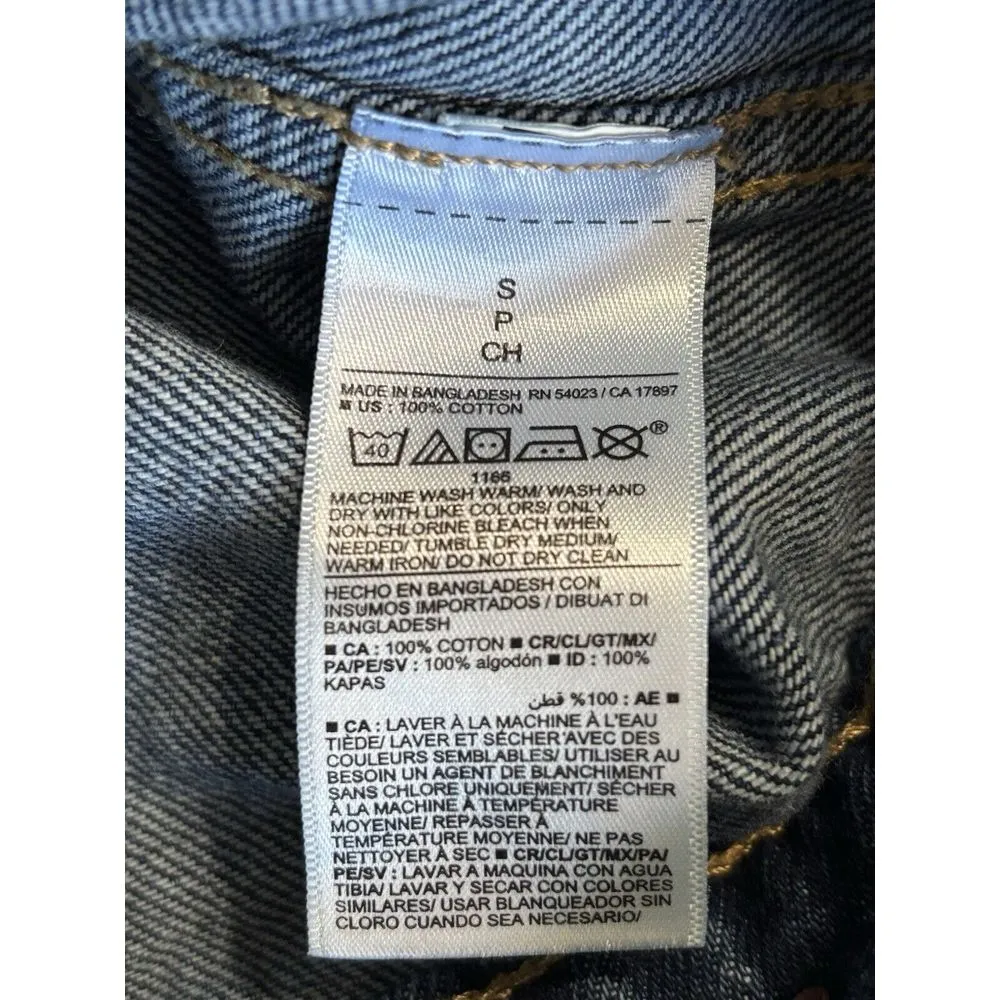 S
P
CH
MADE IN BANGLADESH RN 54023 / CA 17897
■ US : 100% COTTON
40
®
1166
MACHINE WASH WARM/ WASH AND
DRY WITH LIKE COLORS/ ONLY
NON-CHLORINE BLEACH WHEN
NEEDED/ TUMBLE DRY MEDIUM/
WARM IRON/ DO NOT DRY CLEAN
HECHO EN BANGLADESH CON
INSUMOS IMPORTADOS / DIBUAT DI
BANGLADESH
■ CA : 100% COTON ■ CR/CL/GT/MX/
PA/PE/SV : 100% algodón ■ ID : 100%
KAPAS
■ AE : 100% قطن
■ CA : LAVER À LA MACHINE À L'EAU
TIÈDE/ LAVER ET SÉCHER AVEC DES
COULEURS SEMBLABLES/ UTILISER AU
BESOIN UN AGENT DE BLANCHIMENT
SANS CHLORE UNIQUEMENT/ SÉCHER
À LA MACHINE À TEMPÉRATURE
MOYENNE/ REPASSER À
TEMPÉRATURE MOYENNE/ NE PAS
NETTOYER À SEC ■ CR/CL/GT/MX/PA/
PE/SV : LAVAR A MAQUINA CON AGUA
TIBIA/ LAVAR Y SECAR CON COLORES
SIMILARES/ USAR BLANQUEADOR SIN
CLORO CUANDO SEA NECESARIO/